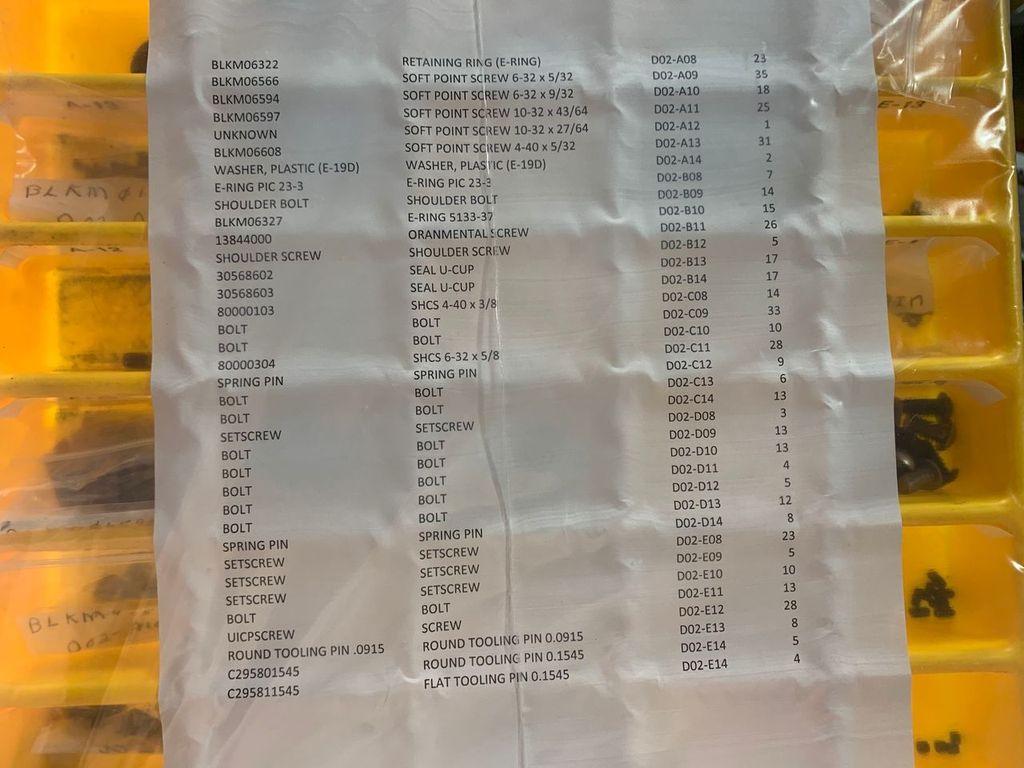 BLKM06322 RETAINING RING (E-RING) D02-A08 23
BLKM06566 SOFT POINT SCREW 6-32 x 5/32 D02-A09 35
BLKM06594 SOFT POINT SCREW 6-32 x 9/32 D02-A10 18
BLKM06597 SOFT POINT SCREW 10-32 x 43/64 D02-A11 25
UNKNOWN SOFT POINT SCREW 10-32 x 27/64 D02-A12 1
BLKM06608 SOFT POINT SCREW 4-40 x 5/32 D02-A13 31
WASHER, PLASTIC (E-19D) WASHER, PLASTIC (E-19D) D02-A14 2
E-RING PIC 23-3 E-RING PIC 23-3 D02-B08 7
SHOULDER BOLT SHOULDER BOLT D02-B09 14
BLKM06327 E-RING 5133-37 D02-B10 15
13844000 ORANMENTAL SCREW D02-B11 26
SHOULDER SCREW SHOULDER SCREW D02-B12 5
30568602 SEAL U-CUP D02-B13 17
30568603 SEAL U-CUP D02-B14 17
80000103 SHCS 4-40 x 3/8 D02-C08 14
BOLT BOLT D02-C09 33
BOLT BOLT D02-C10 10
80000304 SHCS 6-32 x 5/8 D02-C11 28
SPRING PIN SPRING PIN D02-C12 9
BOLT BOLT D02-C13 6
BOLT BOLT D02-C14 13
SETSCREW SETSCREW D02-D08 3
BOLT BOLT D02-D09 13
BOLT BOLT D02-D10 13
BOLT BOLT D02-D11 4
BOLT BOLT D02-D12 5
BOLT BOLT D02-D13 12
SPRING PIN SPRING PIN D02-D14 8
SETSCREW SETSCREW D02-E08 23
SETSCREW SETSCREW D02-E09 5
SETSCREW SETSCREW D02-E10 10
BOLT BOLT D02-E11 13
UICPSCREW SCREW D02-E12 28
ROUND TOOLING PIN .0915 ROUND TOOLING PIN 0.0915 D02-E13 8
C295801545 ROUND TOOLING PIN 0.1545 D02-E14 5
C295811545 FLAT TOOLING PIN 0.1545 D02-E14 4
A-13
E-13